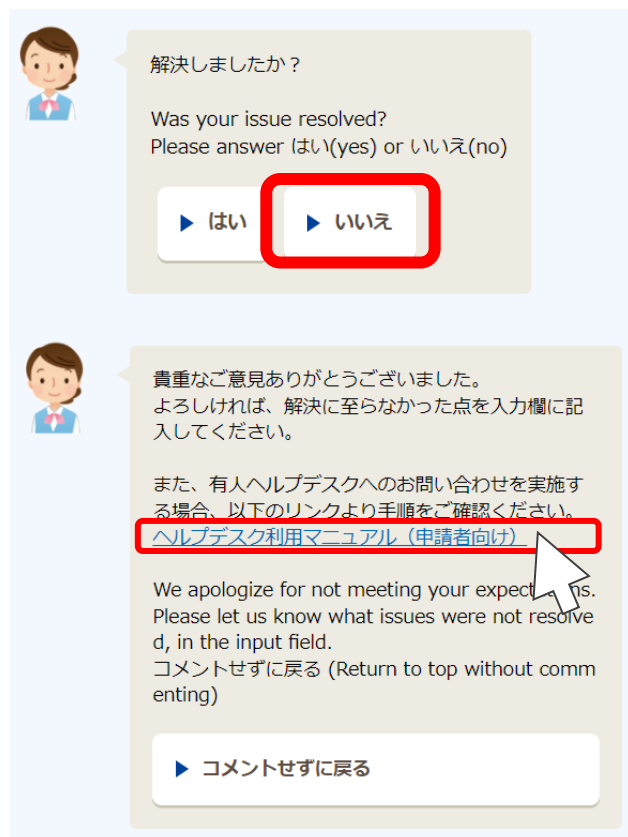 解決しましたか？
Was your issue resolved?
Please answer はい(yes) or いいえ(no)
はい
いいえ
貴重なご意見ありがとうございました。
よろしければ、解決に至らなかった点を入力欄に記
入してください。
また、有人ヘルプデスクへのお問い合わせを実施す
る場合、以下のリンクより手順をご確認ください。
ヘルプデスク利用マニュアル（申請者向け）
We apologize for not meeting your expectations.
Please let us know what issues were not resolve
d, in the input field.
コメントせずに戻る (Return to top without comm
enting)
コメントせずに戻る